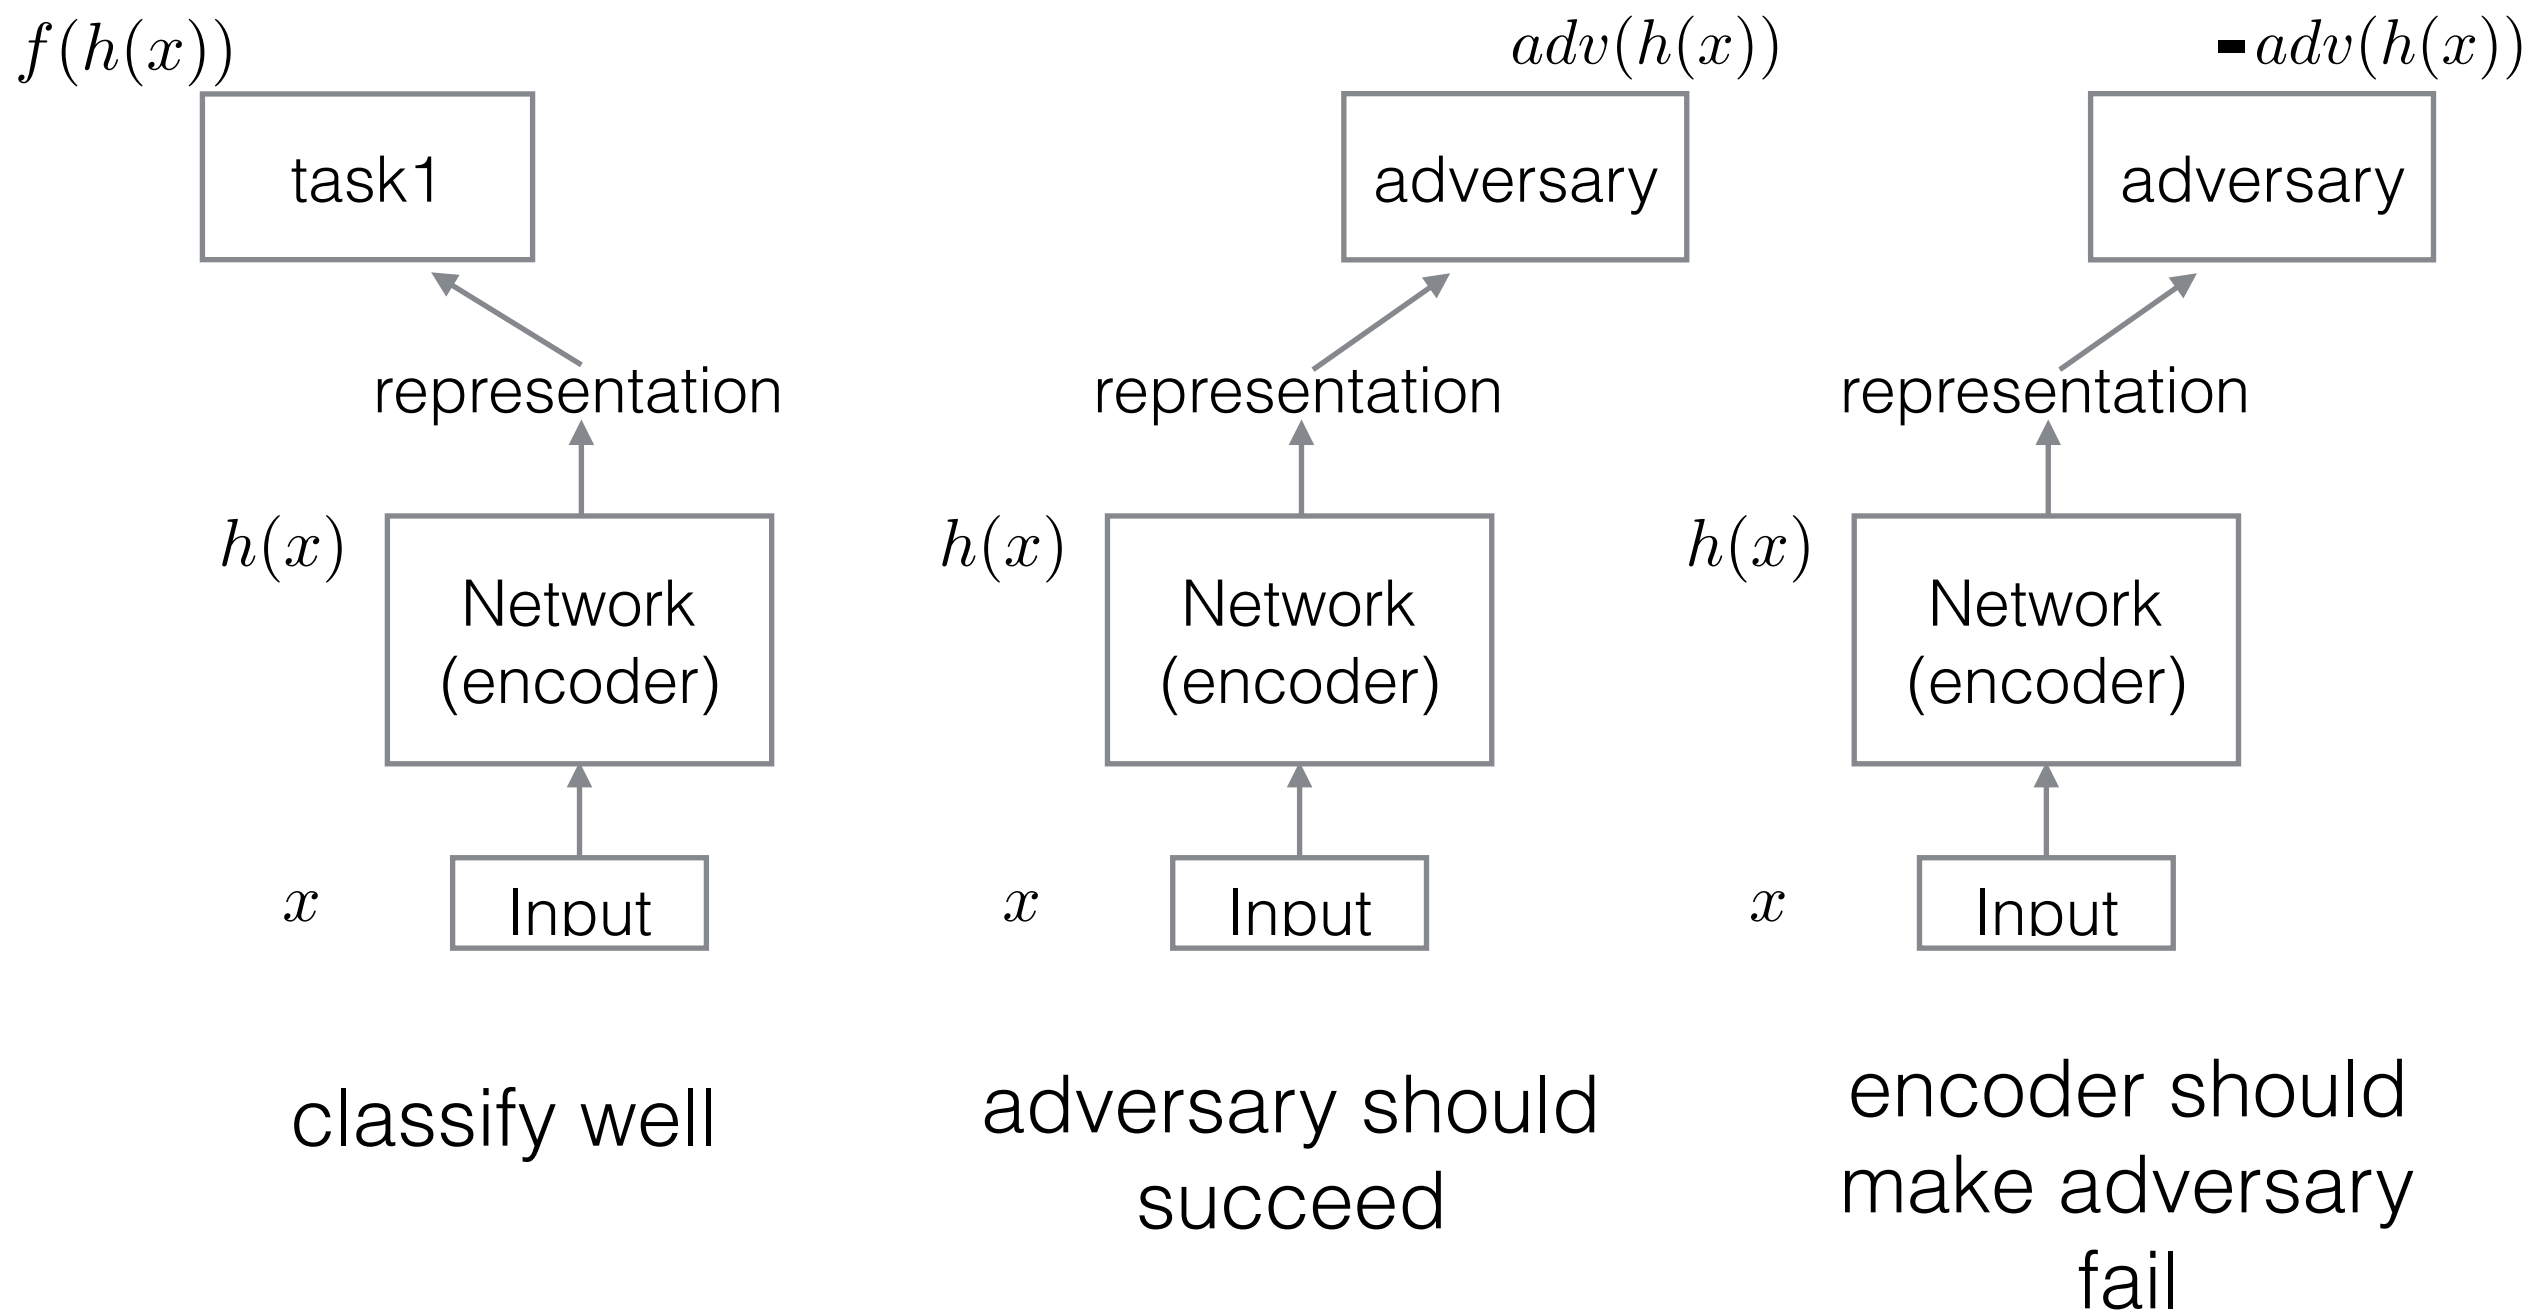 f(h(x))
task1
representation
h(x)
Network
(encoder)
x
Input
classify well
adv(h(x))
adversary
representation
h(x)
Network
(encoder)
x
Input
adversary should
succeed
-adv(h(x))
adversary
representation
h(x)
Network
(encoder)
x
Input
encoder should
make adversary
fail